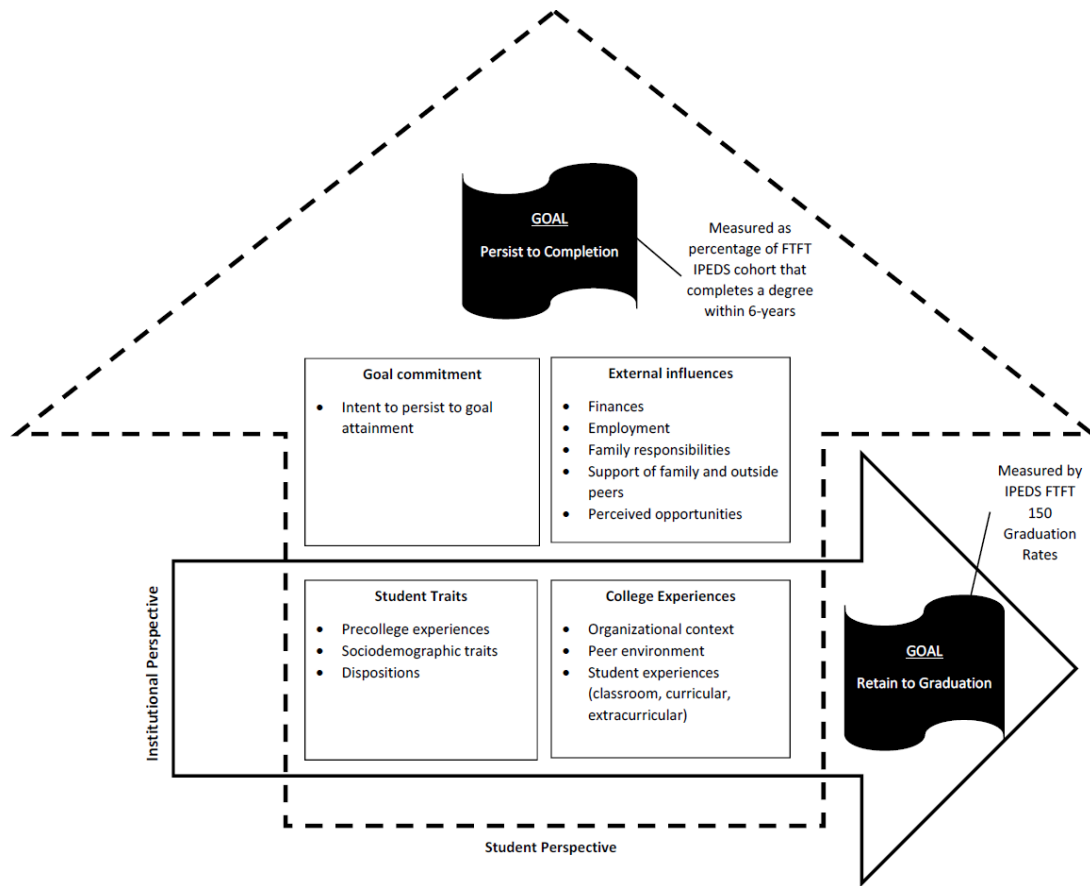 GOAL
Persist to Completion
Measured as
percentage of FTFT
IPEDS cohort that
completes a degree
within 6-years
Goal commitment
• Intent to persist to goal
attainment
External influences
• Finances
• Employment
• Family responsibilities
• Support of family and outside
peers
• Perceived opportunities
Measured by
IPEDS FTFT
150
Graduation
Rates
Institutional Perspective
Student Traits
• Precollege experiences
• Sociodemographic traits
• Dispositions
College Experiences
• Organizational context
• Peer environment
• Student experiences
(classroom, curricular,
extracurricular)
GOAL
Retain to Graduation
Student Perspective